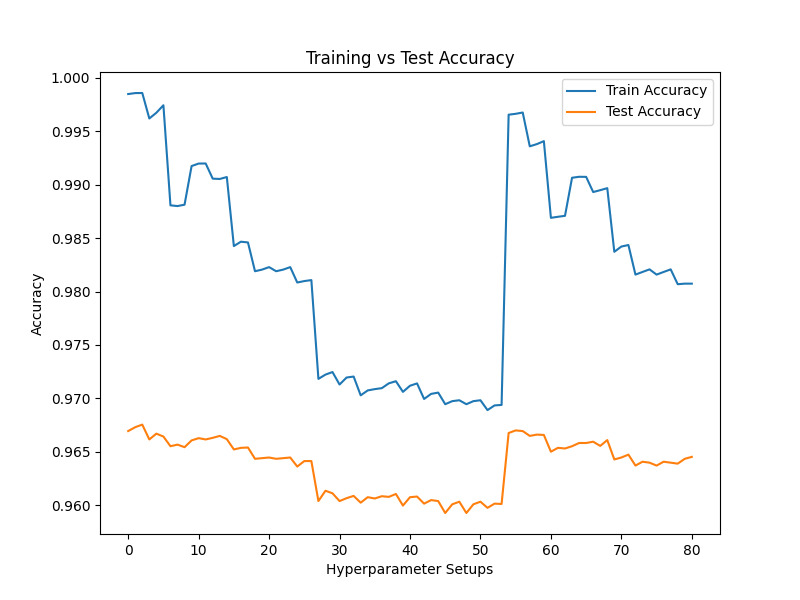 Training vs Test Accuracy
Train Accuracy
Test Accuracy
1.000
0.995
0.990
0.985
0.980
0.975
0.970
0.965
0.960
Accuracy
0 10 20 30 40 50 60 70 80
Hyperparameter Setups